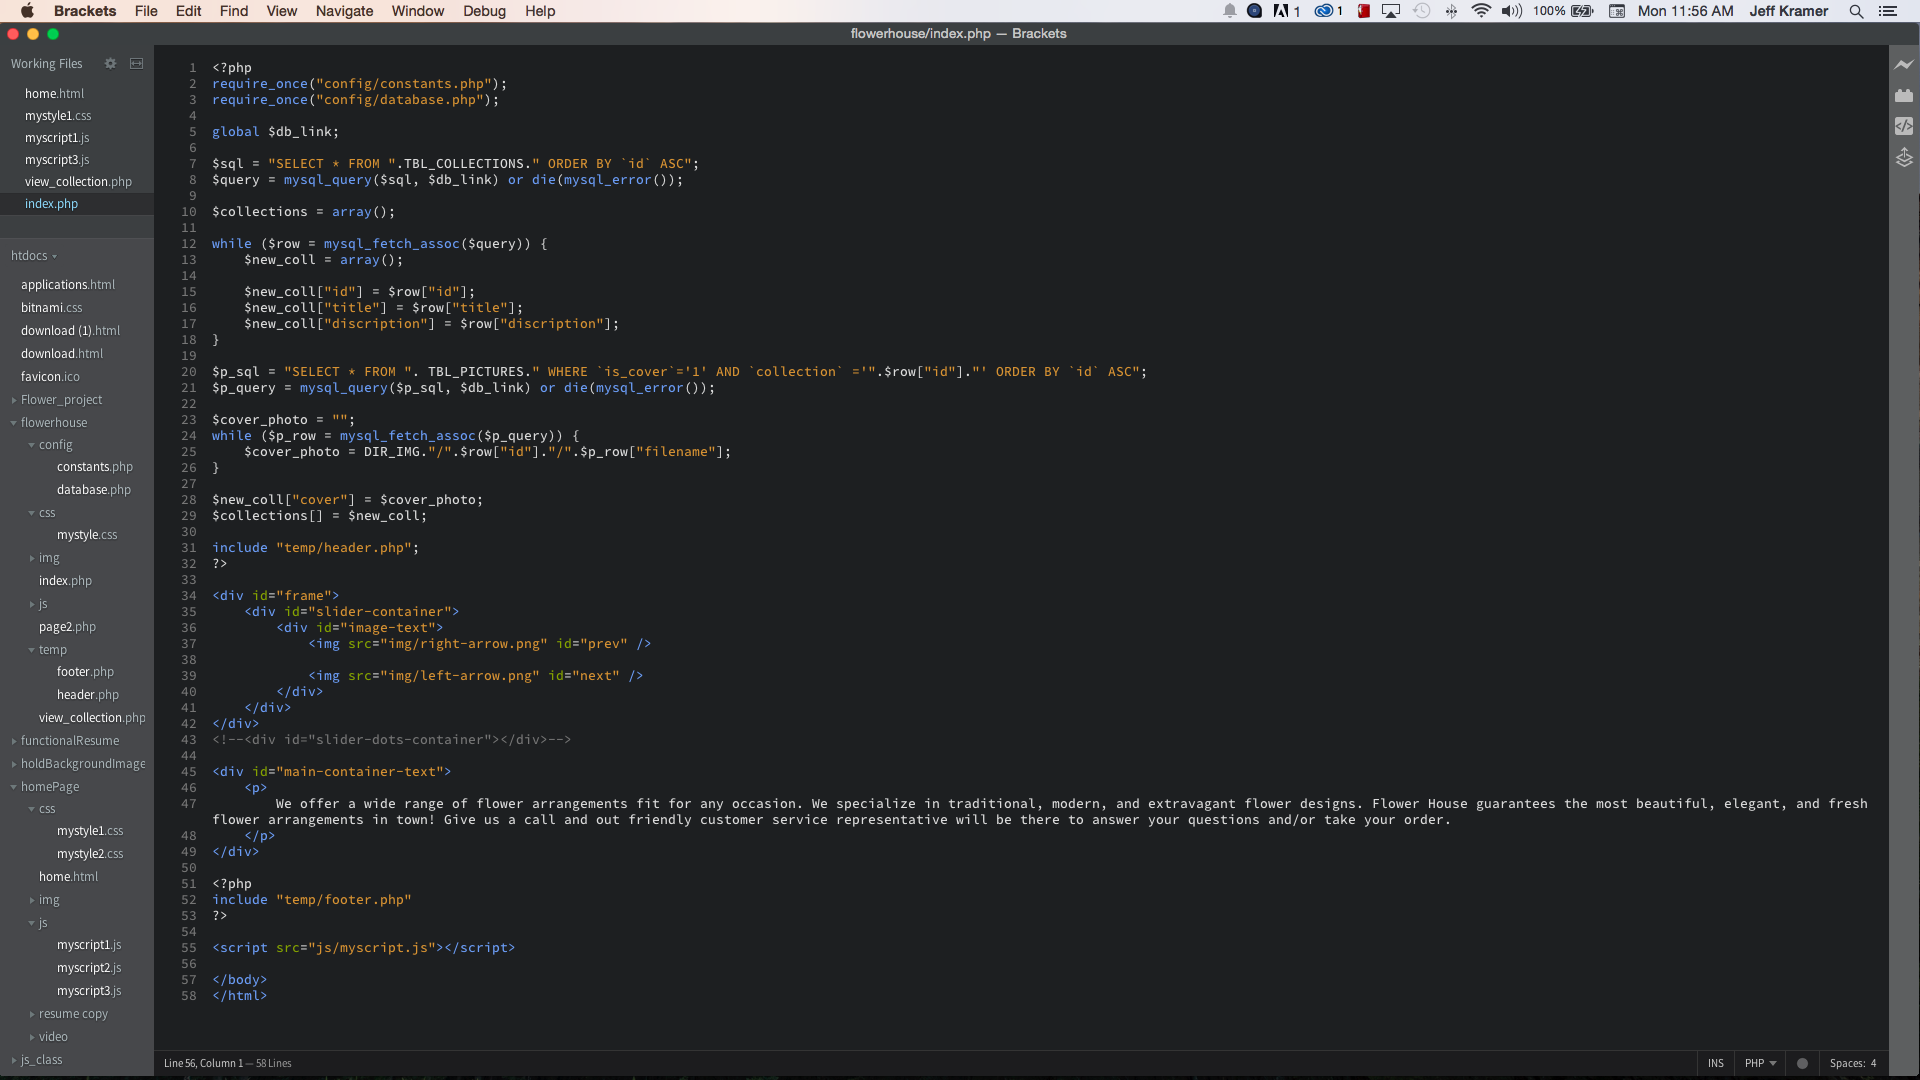 Brackets File Edit Find View Navigate Window Debug Help 1 1 100% Mon 11:56 AM Jeff Kramer
flowerhouse/index.php — Brackets
Working Files
home.html
mystyle1.css
myscript1.js
myscript3.js
view_collection.php
index.php
htdocs
applications.html
bitnami.css
download (1).html
download.html
favicon.ico
Flower_project
flowerhouse
config
constants.php
database.php
css
mystyle.css
img
index.php
js
page2.php
temp
footer.php
header.php
view_collection.php
functionalResume
holdBackgroundImage
homePage
css
mystyle1.css
mystyle2.css
home.html
img
js
myscript1.js
myscript2.js
myscript3.js
resume copy
video
js_class
1 <?php
2 require_once("config/constants.php");
3 require_once("config/database.php");
4
5 global $db_link;
6
7 $sql = "SELECT * FROM ".TBL_COLLECTIONS." ORDER BY `id` ASC";
8 $query = mysql_query($sql, $db_link) or die(mysql_error());
9
10 $collections = array();
11
12 while ($row = mysql_fetch_assoc($query)) {
13     $new_coll = array();
14
15     $new_coll["id"] = $row["id"];
16     $new_coll["title"] = $row["title"];
17     $new_coll["discription"] = $row["discription"];
18 }
19
20 $p_sql = "SELECT * FROM ". TBL_PICTURES." WHERE `is_cover`='1' AND `collection` ='".$row["id"]."' ORDER BY `id` ASC";
21 $p_query = mysql_query($p_sql, $db_link) or die(mysql_error());
22
23 $cover_photo = "";
24 while ($p_row = mysql_fetch_assoc($p_query)) {
25     $cover_photo = DIR_IMG."/".$row["id"]."/".$p_row["filename"];
26 }
27
28 $new_coll["cover"] = $cover_photo;
29 $collections[] = $new_coll;
30
31 include "temp/header.php";
32 ?>
33
34 <div id="frame">
35     <div id="slider-container">
36         <div id="image-text">
37             <img src="img/right-arrow.png" id="prev" />
38
39             <img src="img/left-arrow.png" id="next" />
40         </div>
41     </div>
42 </div>
43 <!--<div id="slider-dots-container"></div>-->
44
45 <div id="main-container-text">
46     <p>
47         We offer a wide range of flower arrangements fit for any occasion. We specialize in traditional, modern, and extravagant flower designs. Flower House guarantees the most beautiful, elegant, and fresh
flower arrangements in town! Give us a call and out friendly customer service representative will be there to answer your questions and/or take your order.
48     </p>
49 </div>
50
51 <?php
52 include "temp/footer.php"
53 ?>
54
55 <script src="js/myscript.js"></script>
56
57 </body>
58 </html>
Line 56, Column 1 — 58 Lines INS PHP Spaces: 4